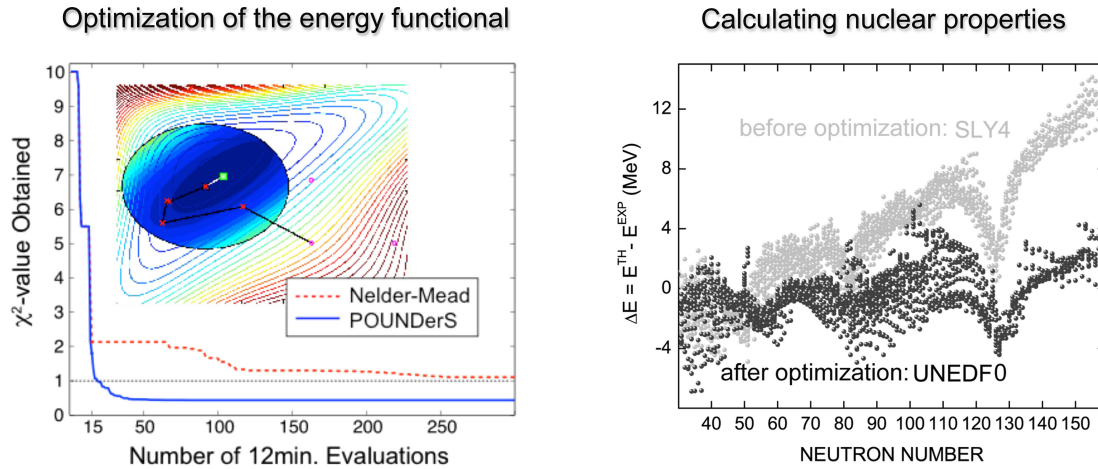 Optimization of the energy functional
10
9
8
7
6
5
4
3
2
1
0
χ²-value Obtained
Nelder-Mead
POUNDerS
15 50 100 150 200 250
Number of 12min. Evaluations
Calculating nuclear properties
12
8
4
0
-4
ΔE = E^TH - E^EXP (MeV)
before optimization: SLY4
after optimization: UNEDF0
40 50 60 70 80 90 100 110 120 130 140 150
NEUTRON NUMBER